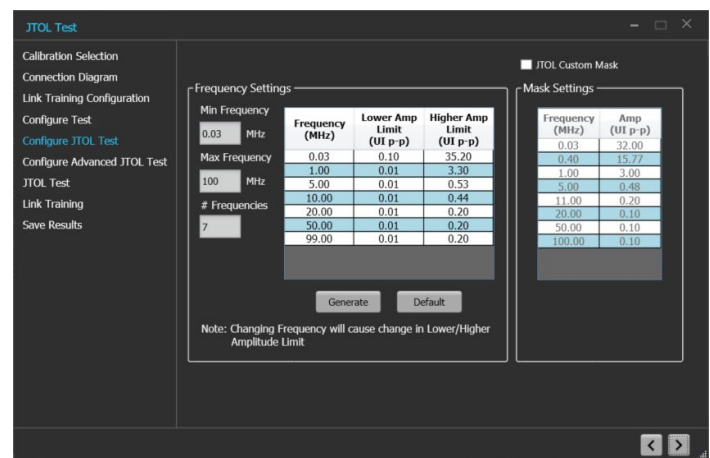 JTOL Test
Calibration Selection
Connection Diagram
Link Training Configuration
Configure Test
Configure JTOL Test
Configure Advanced JTOL Test
JTOL Test
Link Training
Save Results
JTOL Custom Mask
Frequency Settings
Min Frequency
0.03 MHz
Max Frequency
100 MHz
# Frequencies
7
Frequency (MHz) Lower Amp Limit (UI p-p) Higher Amp Limit (UI p-p)
0.03 0.10 35.20
1.00 0.01 3.30
5.00 0.01 0.53
10.00 0.01 0.44
20.00 0.01 0.20
50.00 0.01 0.20
99.00 0.01 0.20
Generate Default
Note: Changing Frequency will cause change in Lower/Higher
Amplitude Limit
Mask Settings
Frequency (MHz) Amp (UI p-p)
0.03 32.00
0.40 15.77
1.00 3.00
5.00 0.48
11.00 0.20
20.00 0.10
50.00 0.10
100.00 0.10